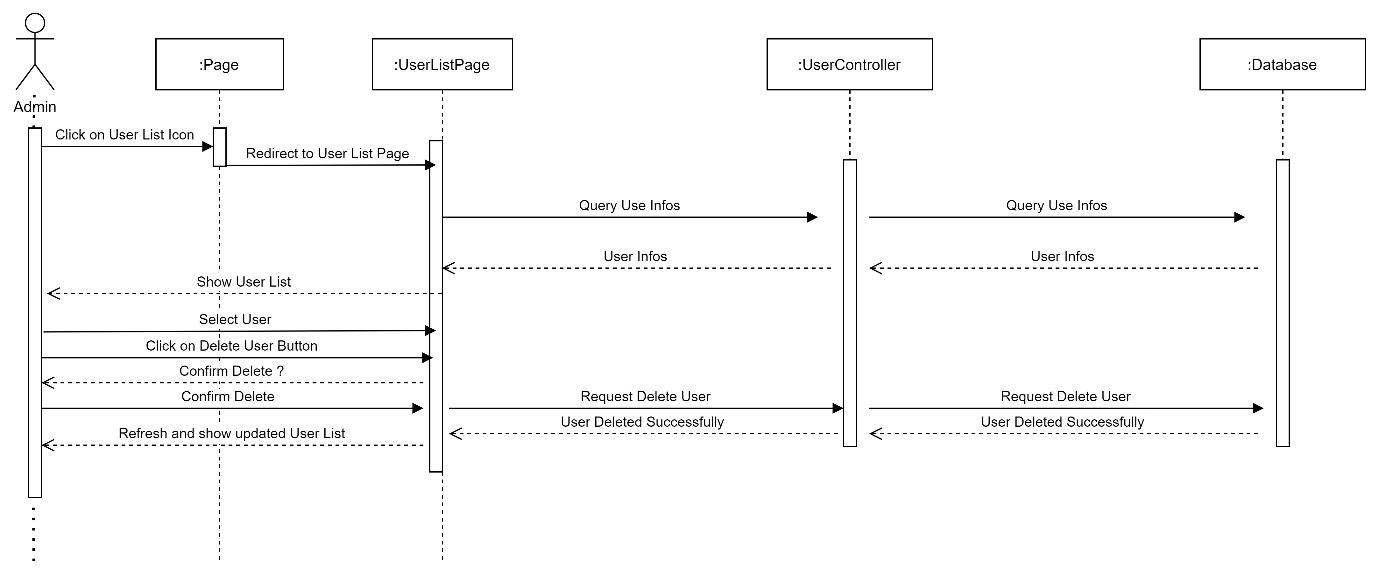 :Page
:UserListPage
:UserController
:Database
Admin
Click on User List Icon
Redirect to User List Page
Query Use Infos
Query Use Infos
User Infos
User Infos
Show User List
Select User
Click on Delete User Button
Confirm Delete ?
Confirm Delete
Request Delete User
Request Delete User
User Deleted Successfully
User Deleted Successfully
Refresh and show updated User List